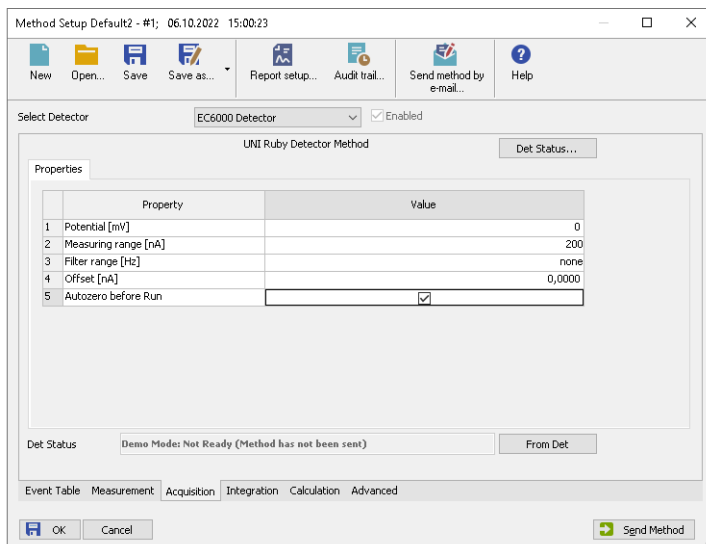 Method Setup Default2 - #1;  06.10.2022  15:00:23
New Open... Save Save as... Report setup... Audit trail... Send method by e-mail... Help
Select Detector EC6000 Detector Enabled
UNI Ruby Detector Method Det Status...
Properties
Property Value
1 Potential [mV] 0
2 Measuring range [nA] 200
3 Filter range [Hz] none
4 Offset [nA] 0,0000
5 Autozero before Run
Det Status Demo Mode: Not Ready (Method has not been sent) From Det
Event Table Measurement Acquisition Integration Calculation Advanced
OK Cancel Send Method